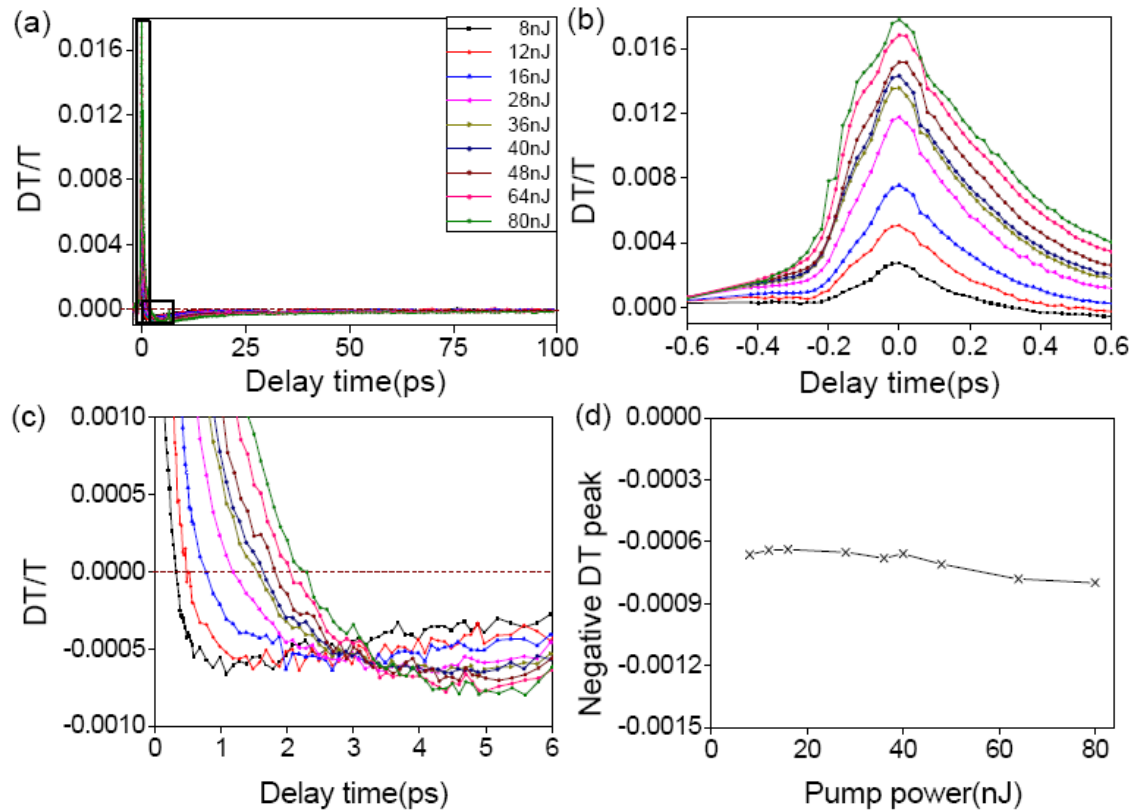 (a)
0.016
0.012
0.008
0.004
0.000
DT/T
0
25
50
75
100
Delay time(ps)
8nJ
12nJ
16nJ
28nJ
36nJ
40nJ
48nJ
64nJ
80nJ
(b)
0.016
0.012
0.008
0.004
0.000
DT/T
-0.6
-0.4
-0.2
0.0
0.2
0.4
0.6
Delay time(ps)
(c)
0.0010
0.0005
0.0000
-0.0005
-0.0010
DT/T
0
1
2
3
4
5
6
Delay time(ps)
(d)
0.0000
-0.0003
-0.0006
-0.0009
-0.0012
-0.0015
Negative DT peak
0
20
40
60
80
Pump power(nJ)